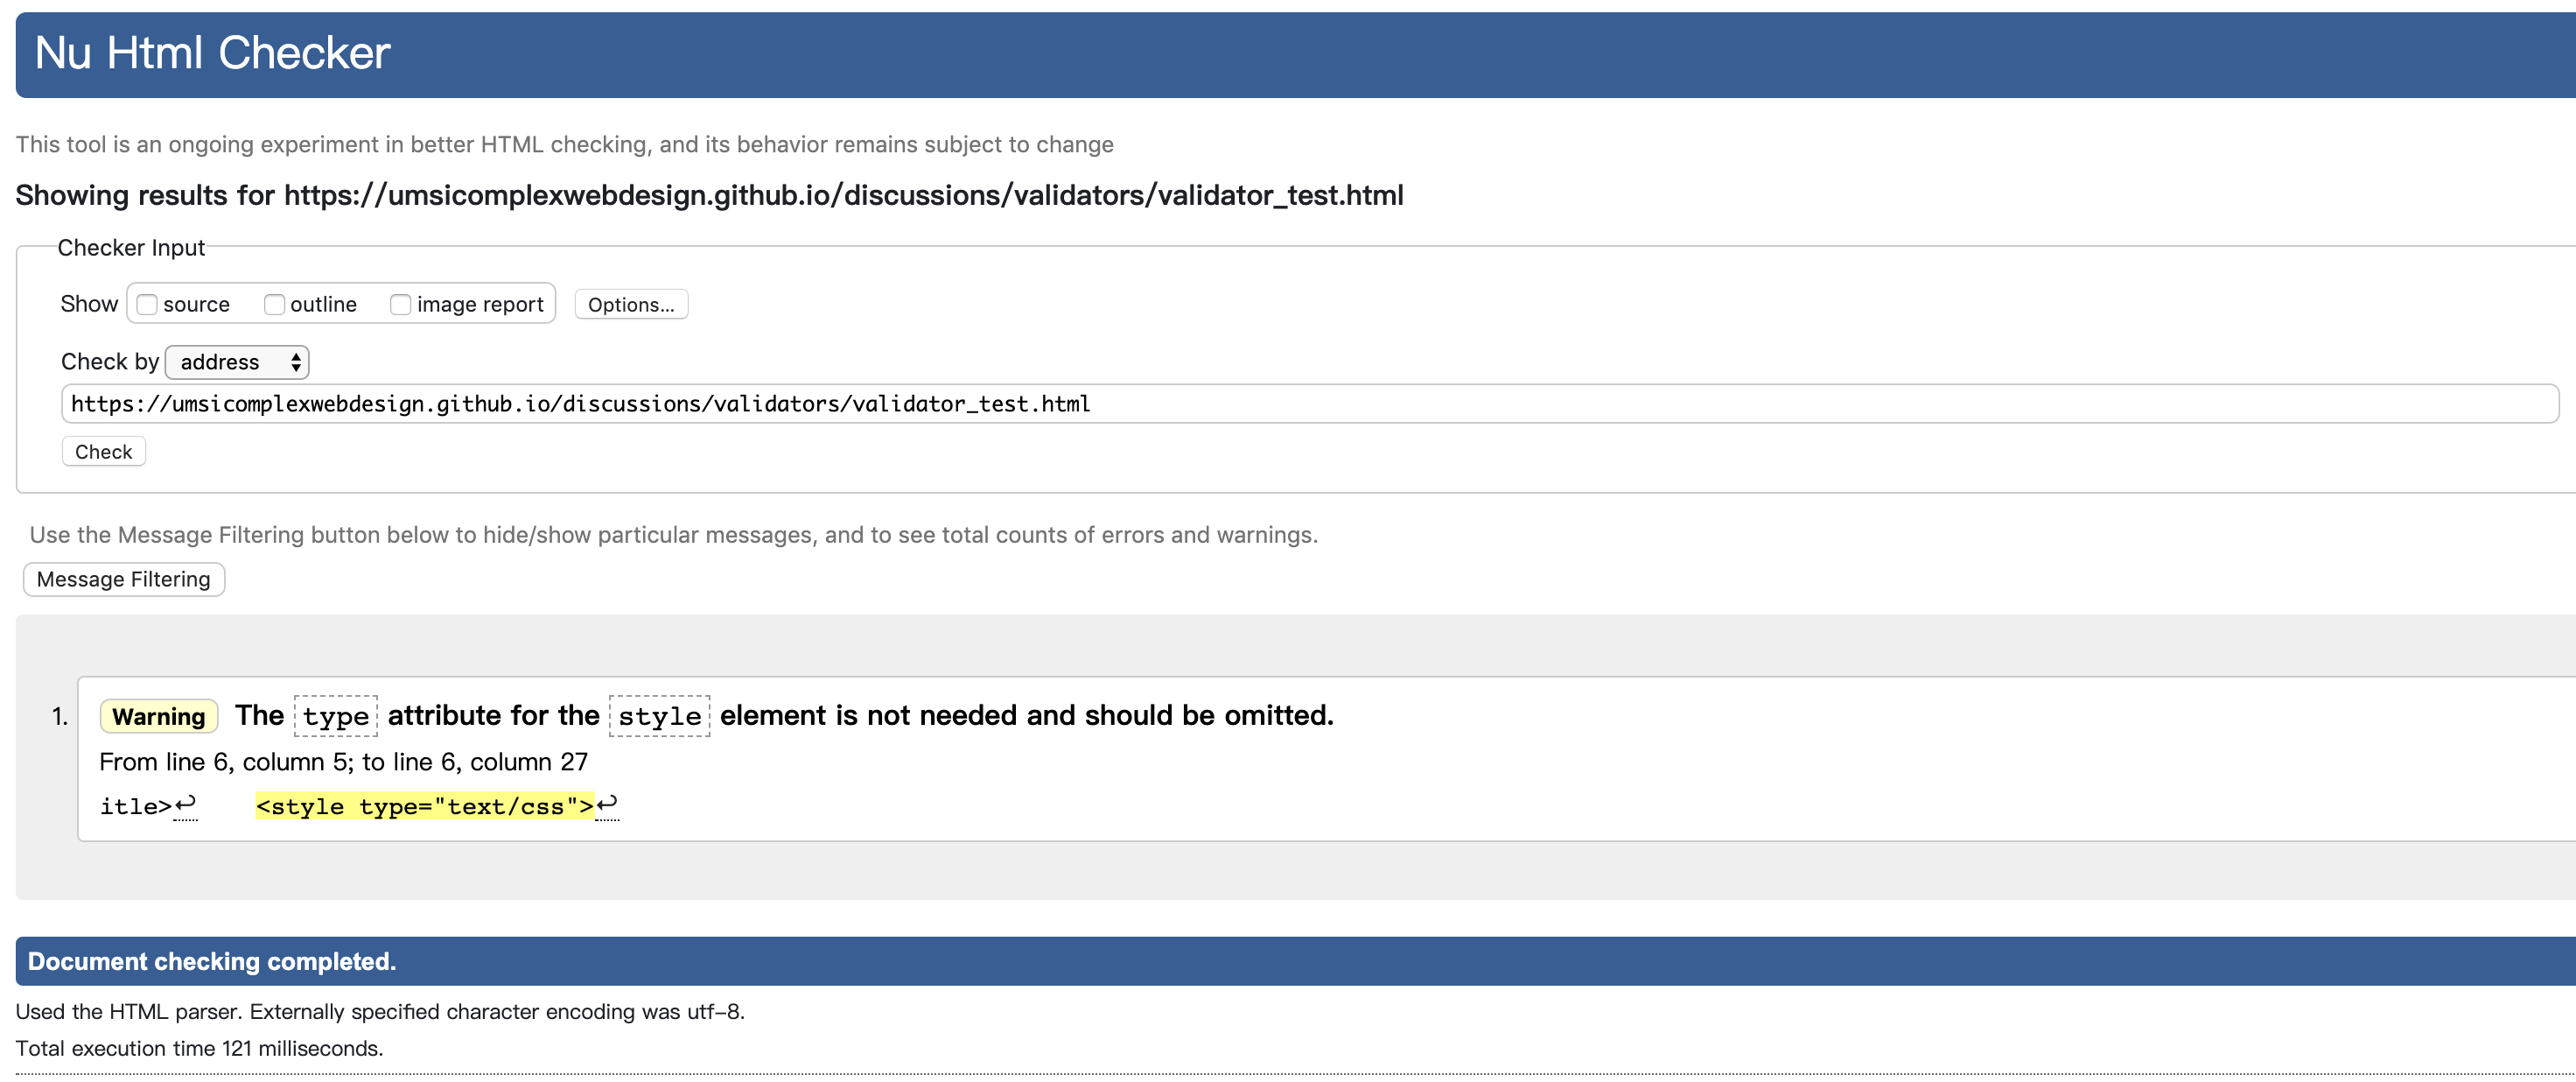 Nu Html Checker
This tool is an ongoing experiment in better HTML checking, and its behavior remains subject to change
Showing results for https://umsicomplexwebdesign.github.io/discussions/validators/validator_test.html
Checker Input
Show source outline image report Options...
Check by address
https://umsicomplexwebdesign.github.io/discussions/validators/validator_test.html
Check
Use the Message Filtering button below to hide/show particular messages, and to see total counts of errors and warnings.
Message Filtering
1. Warning The type attribute for the style element is not needed and should be omitted.
From line 6, column 5; to line 6, column 27
itle>↩ <style type="text/css">↩
Document checking completed.
Used the HTML parser. Externally specified character encoding was utf-8.
Total execution time 121 milliseconds.